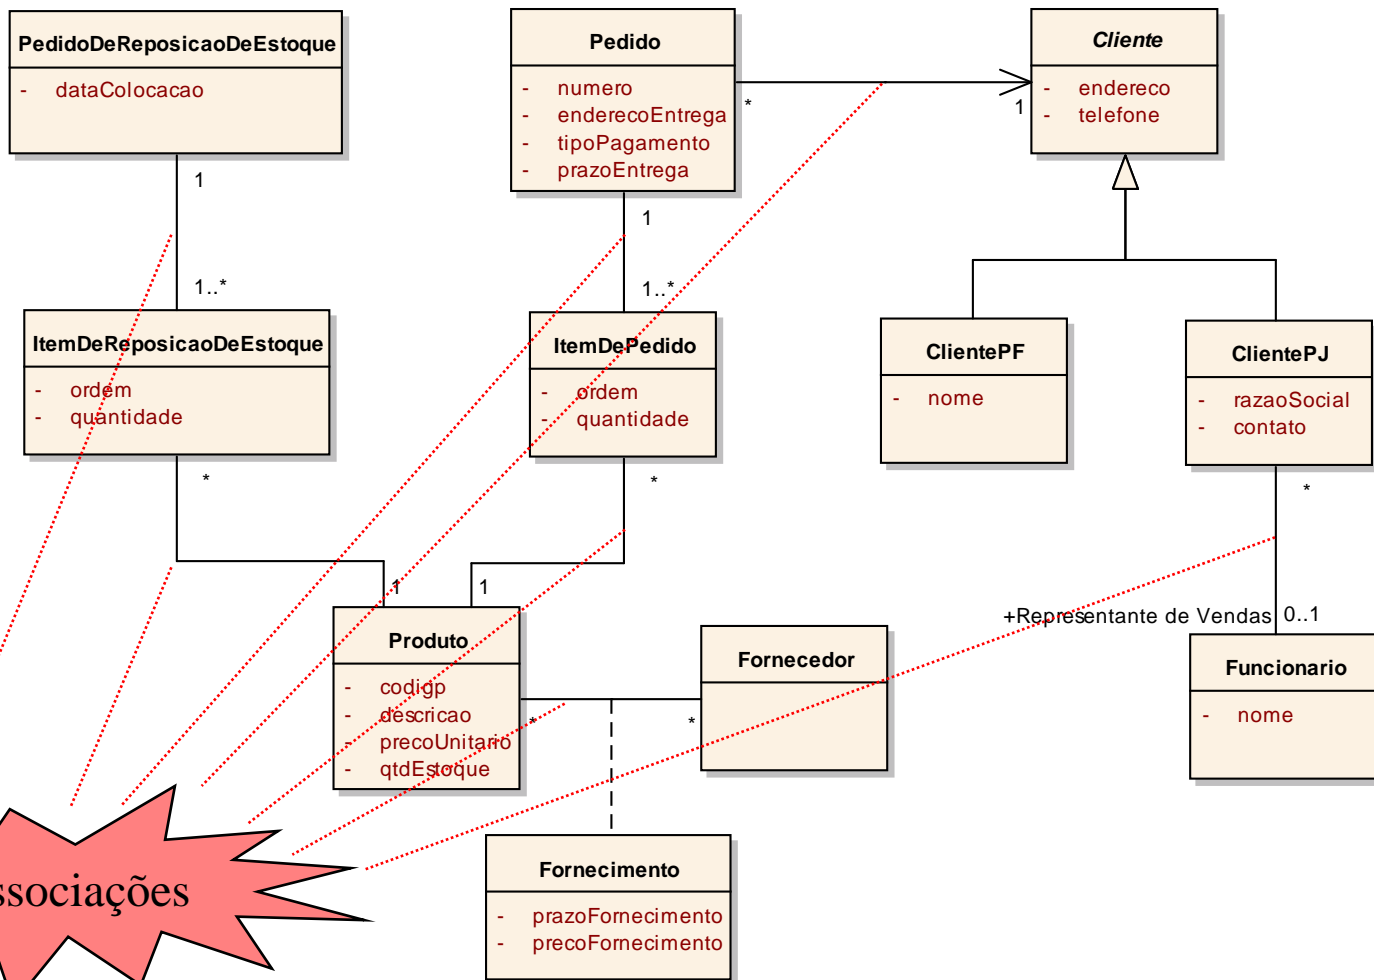 PedidoDeReposicaoDeEstoque
- dataColocacao
1
1..*
ItemDeReposicaoDeEstoque
- ordem
- quantidade
*
1
Pedido
- numero
- enderecoEntrega
- tipoPagamento
- prazoEntrega
*
1
1
1..*
ItemDePedido
- ordem
- quantidade
*
1
Cliente
- endereco
- telefone
ClientePF
- nome
ClientePJ
- razaoSocial
- contato
*
+Representante de Vendas 0..1
Funcionario
- nome
Produto
- codigp
- descricao
- precoUnitario
- qtdEstoque
*
*
Fornecedor
Fornecimento
- prazoFornecimento
- precoFornecimento
ssociações